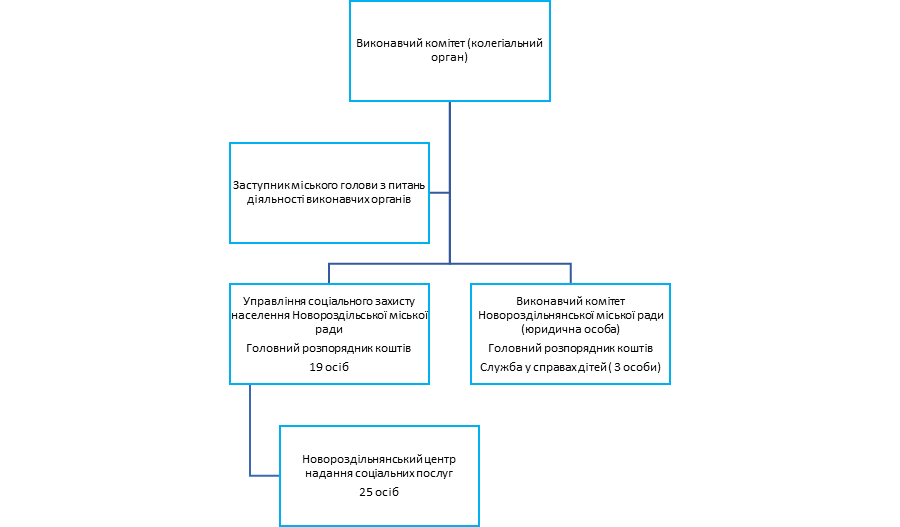 Виконавчий комітет (колегіальний
орган)
Заступник міського голови з питань
діяльності виконавчих органів
Управління соціального захисту
населення Новороздільської міської
ради
Головний розпорядник коштів
19 осіб
Виконавчий комітет
Новороздільнянської міської ради
(юридична особа)
Головний розпорядник коштів
Служба у справах дітей ( 3 особи)
Новороздільнянський центр
надання соціальних послуг
25 осіб